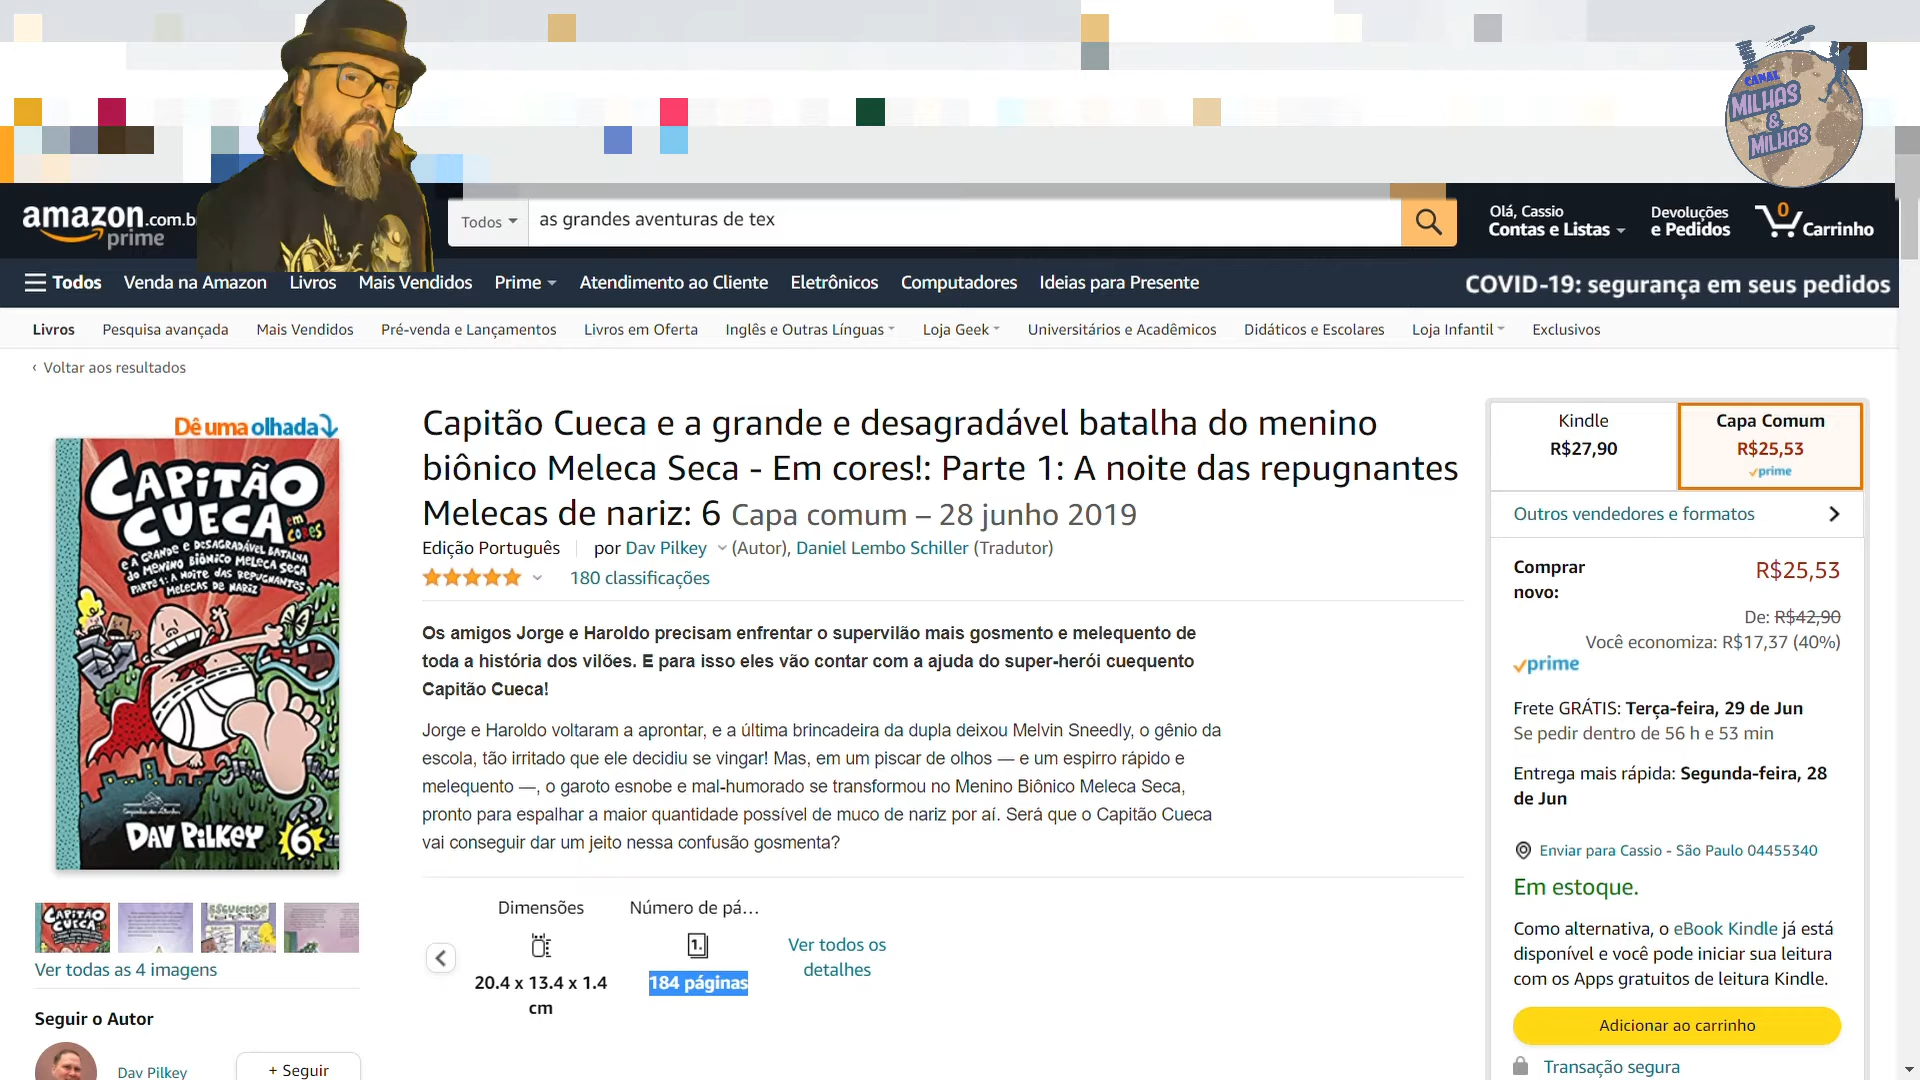 CANAL
MILHAS
&
MILHAS
amazon.com.b
prime
Todos
as grandes aventuras de tex
Olá, Cassio
Contas e Listas
Devoluções
e Pedidos
0
Carrinho
Todos
Venda na Amazon
Livros
Mais Vendidos
Prime
Atendimento ao Cliente
Eletrônicos
Computadores
Ideias para Presente
COVID-19: segurança em seus pedidos
Livros
Pesquisa avançada
Mais Vendidos
Pré-venda e Lançamentos
Livros em Oferta
Inglês e Outras Línguas
Loja Geek
Universitários e Acadêmicos
Didáticos e Escolares
Loja Infantil
Exclusivos
‹ Voltar aos resultados
Dê uma olhada
CAPITÃO
CUECA
em
CORES
E A GRANDE E DESAGRADÁVEL BATALHA
DO MENINO BIÔNICO MELECA SECA
PARTE 1: A NOITE DAS REPUGNANTES
MELECAS DE NARIZ
DAV PILKEY
6
Ver todas as 4 imagens
Seguir o Autor
Dav Pilkey
+ Seguir
Capitão Cueca e a grande e desagradável batalha do menino
biônico Meleca Seca - Em cores!: Parte 1: A noite das repugnantes
Melecas de nariz: 6 Capa comum – 28 junho 2019
Edição Português
por Dav Pilkey (Autor), Daniel Lembo Schiller (Tradutor)
180 classificações
Os amigos Jorge e Haroldo precisam enfrentar o supervilão mais gosmento e melequento de
toda a história dos vilões. E para isso eles vão contar com a ajuda do super-herói cuequento
Capitão Cueca!
Jorge e Haroldo voltaram a aprontar, e a última brincadeira da dupla deixou Melvin Sneedly, o gênio da
escola, tão irritado que ele decidiu se vingar! Mas, em um piscar de olhos — e um espirro rápido e
melequento —, o garoto esnobe e mal-humorado se transformou no Menino Biônico Meleca Seca,
pronto para espalhar a maior quantidade possível de muco de nariz por aí. Será que o Capitão Cueca
vai conseguir dar um jeito nessa confusão gosmenta?
Dimensões
20.4 x 13.4 x 1.4
cm
Número de pá…
1.
184 páginas
Ver todos os
detalhes
Kindle
R$27,90
Capa Comum
R$25,53
prime
Outros vendedores e formatos
Comprar
novo:
R$25,53
De: R$42,90
Você economiza: R$17,37 (40%)
prime
Frete GRÁTIS: Terça-feira, 29 de Jun
Se pedir dentro de 56 h e 53 min
Entrega mais rápida: Segunda-feira, 28
de Jun
Enviar para Cassio - São Paulo 04455340
Em estoque.
Como alternativa, o eBook Kindle já está
disponível e você pode iniciar sua leitura
com os Apps gratuitos de leitura Kindle.
Adicionar ao carrinho
Transação segura